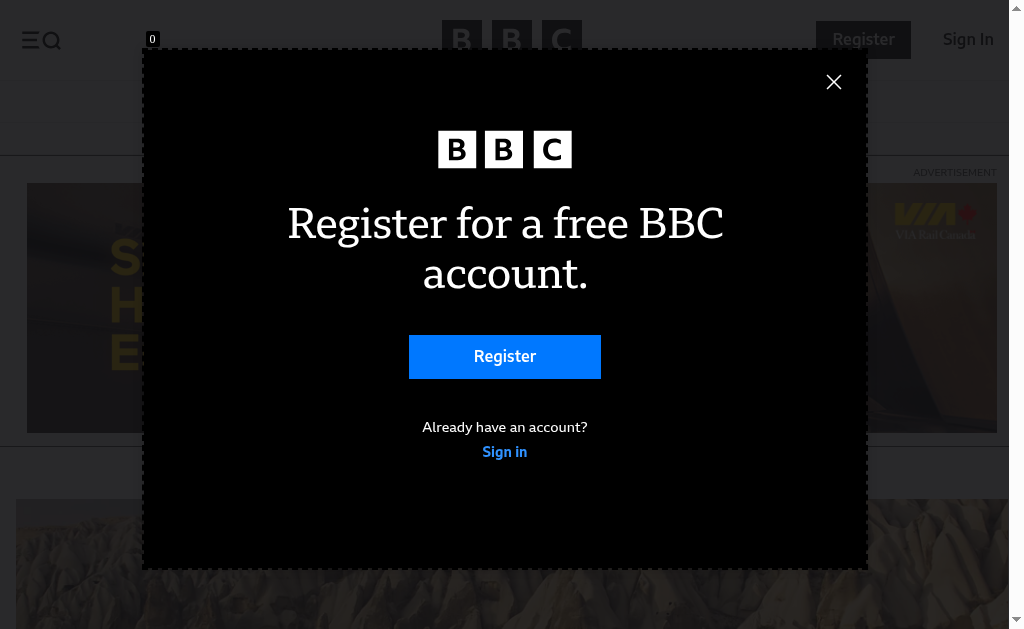 0
BBC
Register
Sign In
ADVERTISEMENT
BBC
Register for a free BBC
account.
S
H
E
VIA
VIA Rail Canada
Register
Already have an account?
Sign in